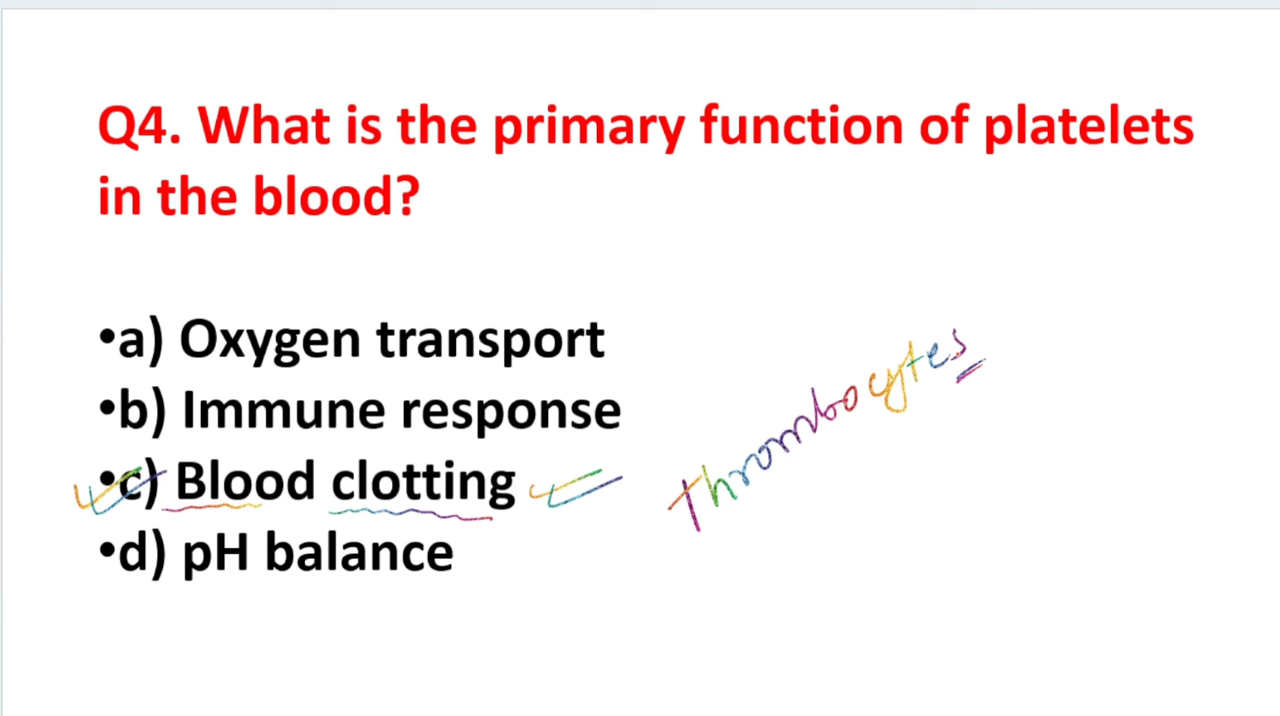 Q4. What is the primary function of platelets
in the blood?
•a) Oxygen transport
•b) Immune response
•c) Blood clotting
•d) pH balance
Thrombocytes